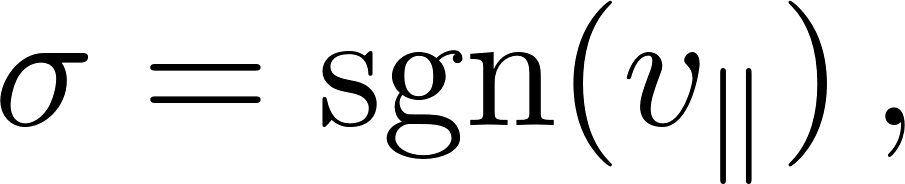 σ = sgn(v∥) ,